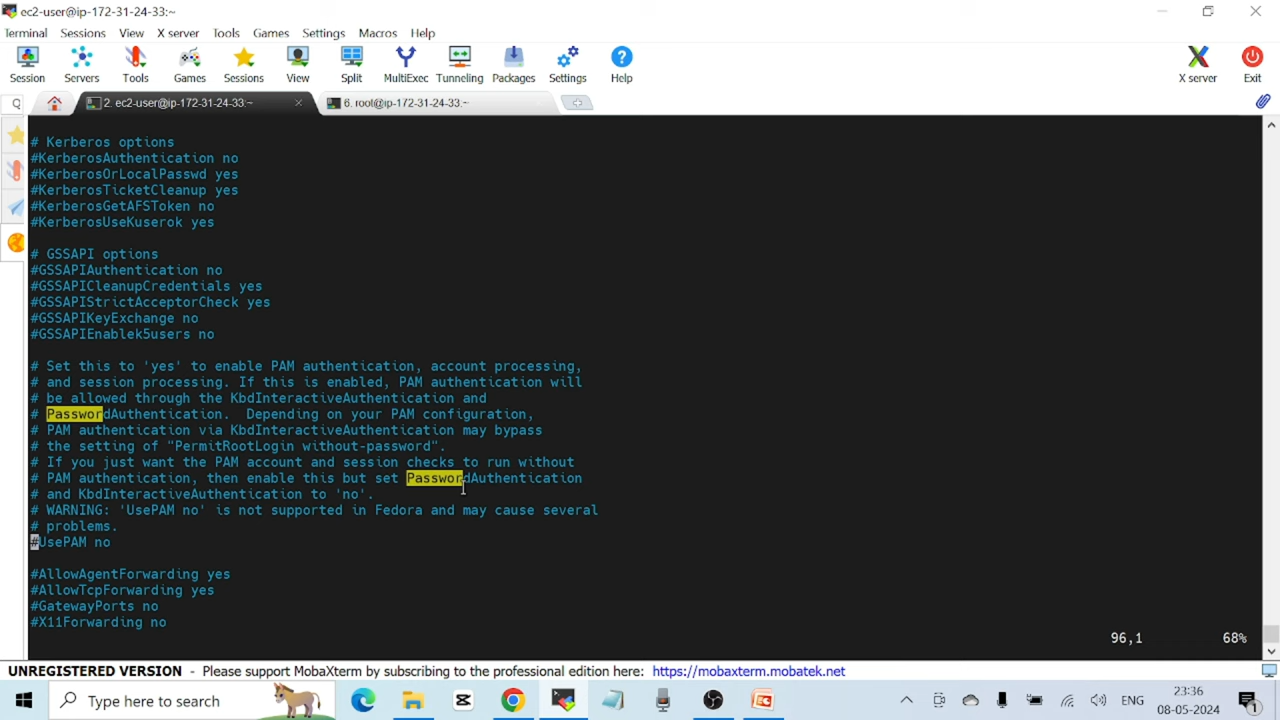 ec2-user@ip-172-31-24-33:~
Terminal Sessions View X server Tools Games Settings Macros Help
Session Servers Tools Games Sessions View Split MultiExec Tunneling Packages Settings Help X server Exit
2. ec2-user@ip-172-31-24-33:~ 6. root@ip-172-31-24-33:~
# Kerberos options
#KerberosAuthentication no
#KerberosOrLocalPasswd yes
#KerberosTicketCleanup yes
#KerberosGetAFSToken no
#KerberosUseKuserok yes
# GSSAPI options
#GSSAPIAuthentication no
#GSSAPICleanupCredentials yes
#GSSAPIStrictAcceptorCheck yes
#GSSAPIKeyExchange no
#GSSAPIEnablek5users no
# Set this to 'yes' to enable PAM authentication, account processing,
# and session processing. If this is enabled, PAM authentication will
# be allowed through the KbdInteractiveAuthentication and
# PasswordAuthentication.  Depending on your PAM configuration,
# PAM authentication via KbdInteractiveAuthentication may bypass
# the setting of "PermitRootLogin without-password".
# If you just want the PAM account and session checks to run without
# PAM authentication, then enable this but set PasswordAuthentication
# and KbdInteractiveAuthentication to 'no'.
# WARNING: 'UsePAM no' is not supported in Fedora and may cause several
# problems.
#UsePAM no
#AllowAgentForwarding yes
#AllowTcpForwarding yes
#GatewayPorts no
#X11Forwarding no
96,1 68%
UNREGISTERED VERSION - Please support MobaXterm by subscribing to the professional edition here: https://mobaxterm.mobatek.net
Type here to search ENG 23:36
08-05-2024 1